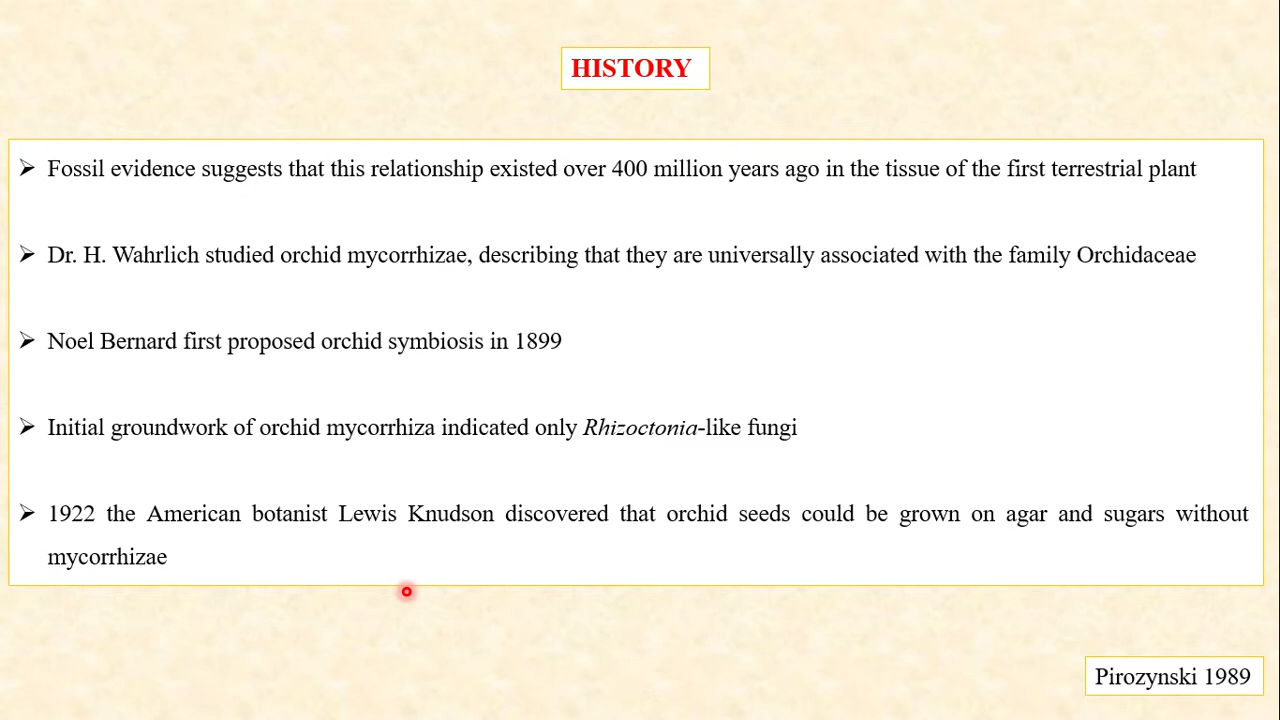 HISTORY
➢ Fossil evidence suggests that this relationship existed over 400 million years ago in the tissue of the first terrestrial plant
➢ Dr. H. Wahrlich studied orchid mycorrhizae, describing that they are universally associated with the family Orchidaceae
➢ Noel Bernard first proposed orchid symbiosis in 1899
➢ Initial groundwork of orchid mycorrhiza indicated only Rhizoctonia-like fungi
➢ 1922 the American botanist Lewis Knudson discovered that orchid seeds could be grown on agar and sugars without
mycorrhizae
Pirozynski 1989